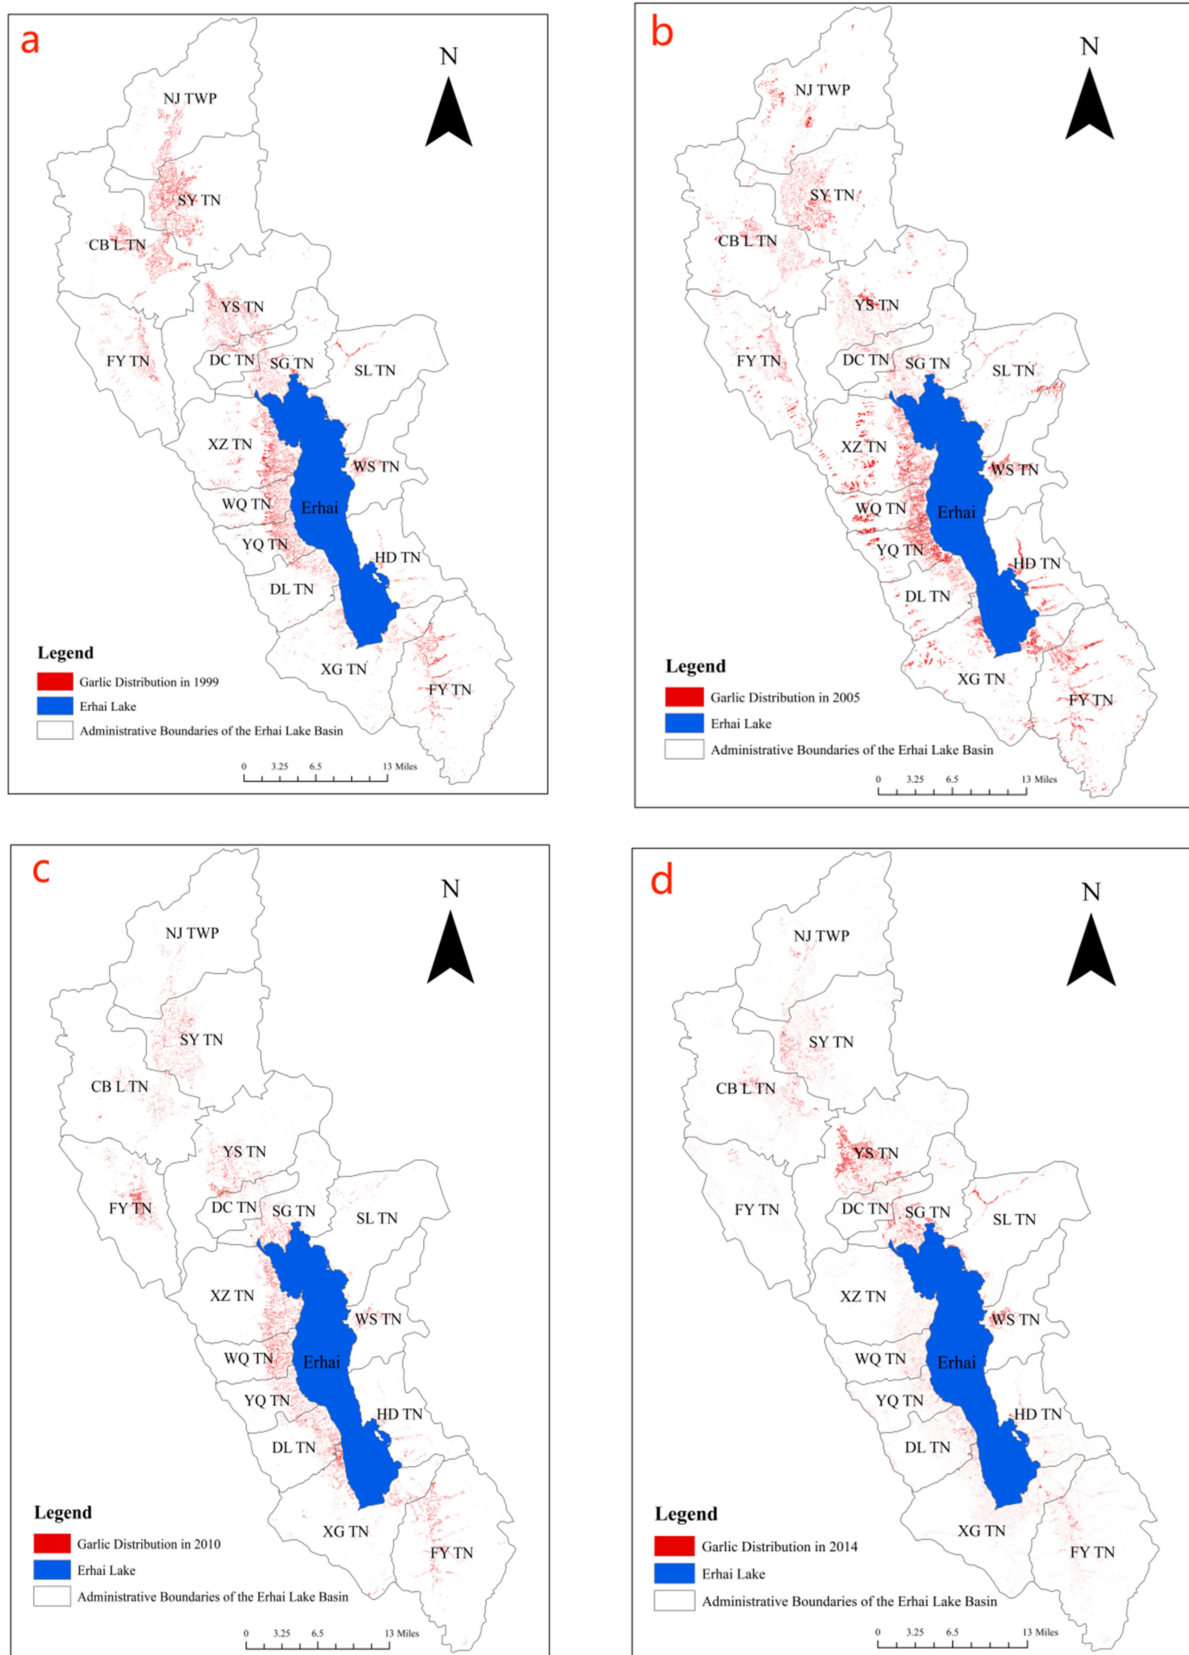 a
N
NJ TWP
SY TN
CB L TN
YS TN
FY TN
DC TN
SG TN
SL TN
XZ TN
WS TN
WQ TN
Erhai
YQ TN
HD TN
DL TN
XG TN
FY TN
Legend
Garlic Distribution in 1999
Erhai Lake
Administrative Boundaries of the Erhai Lake Basin
0 3.25 6.5 13 Miles
b
N
NJ TWP
SY TN
CB L TN
YS TN
FY TN
DC TN
SG TN
SL TN
XZ TN
WS TN
WQ TN
Erhai
YQ TN
HD TN
DL TN
XG TN
FY TN
Legend
Garlic Distribution in 2005
Erhai Lake
Administrative Boundaries of the Erhai Lake Basin
0 3.25 6.5 13 Miles
c
N
NJ TWP
SY TN
CB L TN
YS TN
FY TN
DC TN
SG TN
SL TN
XZ TN
WS TN
WQ TN
Erhai
YQ TN
HD TN
DL TN
XG TN
FY TN
Legend
Garlic Distribution in 2010
Erhai Lake
Administrative Boundaries of the Erhai Lake Basin
0 3.25 6.5 13 Miles
d
N
NJ TWP
SY TN
CB L TN
YS TN
FY TN
DC TN
SG TN
SL TN
XZ TN
WS TN
WQ TN
Erhai
YQ TN
HD TN
DL TN
XG TN
FY TN
Legend
Garlic Distribution in 2014
Erhai Lake
Administrative Boundaries of the Erhai Lake Basin
0 3.25 6.5 13 Miles